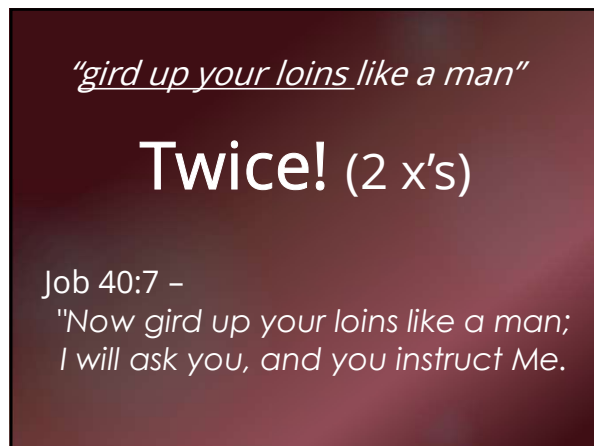 “gird up your loins like a man”
Twice! (2 x’s)
Job 40:7 –
"Now gird up your loins like a man;
I will ask you, and you instruct Me.